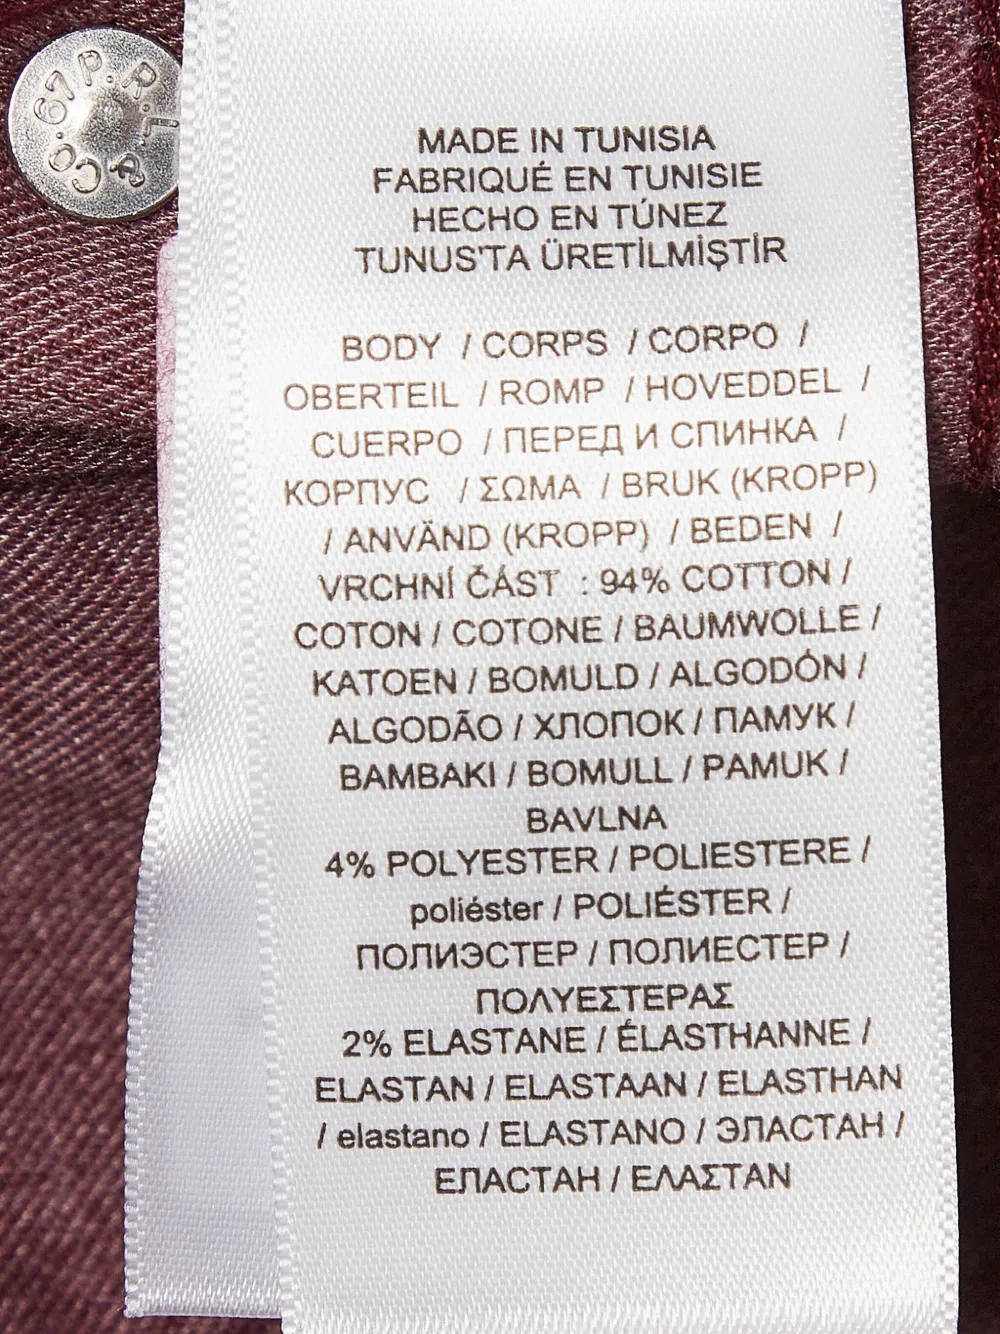 67 P.R.L. & CO.
MADE IN TUNISIA
FABRIQUÉ EN TUNISIE
HECHO EN TÚNEZ
TUNUS'TA ÜRETİLMİŞTİR
BODY / CORPS / CORPO /
OBERTEIL / ROMP / HOVEDDEL /
CUERPO / ПЕРЕД И СПИНКА /
КОРПУС / ΣΩΜΑ / BRUK (KROPP)
/ ANVÄND (KROPP) / BEDEN /
VRCHNÍ ČÁST : 94% COTTON /
COTON / COTONE / BAUMWOLLE /
KATOEN / BOMULD / ALGODÓN /
ALGODÃO / ХЛОПОК / ПАМУК /
BAMBAKI / BOMULL / PAMUK /
BAVLNA
4% POLYESTER / POLIESTERE /
poliéster / POLIÉSTER /
ПОЛИЭСТЕР / ПОЛИЕСТЕР /
ΠΟΛΥΕΣΤΕΡΑΣ
2% ELASTANE / ÉLASTHANNE /
ELASTAN / ELASTAAN / ELASTHAN
/ elastano / ELASTANO / ЭЛАСТАН /
ЕЛАСТАН / ΕΛΑΣΤΑΝ